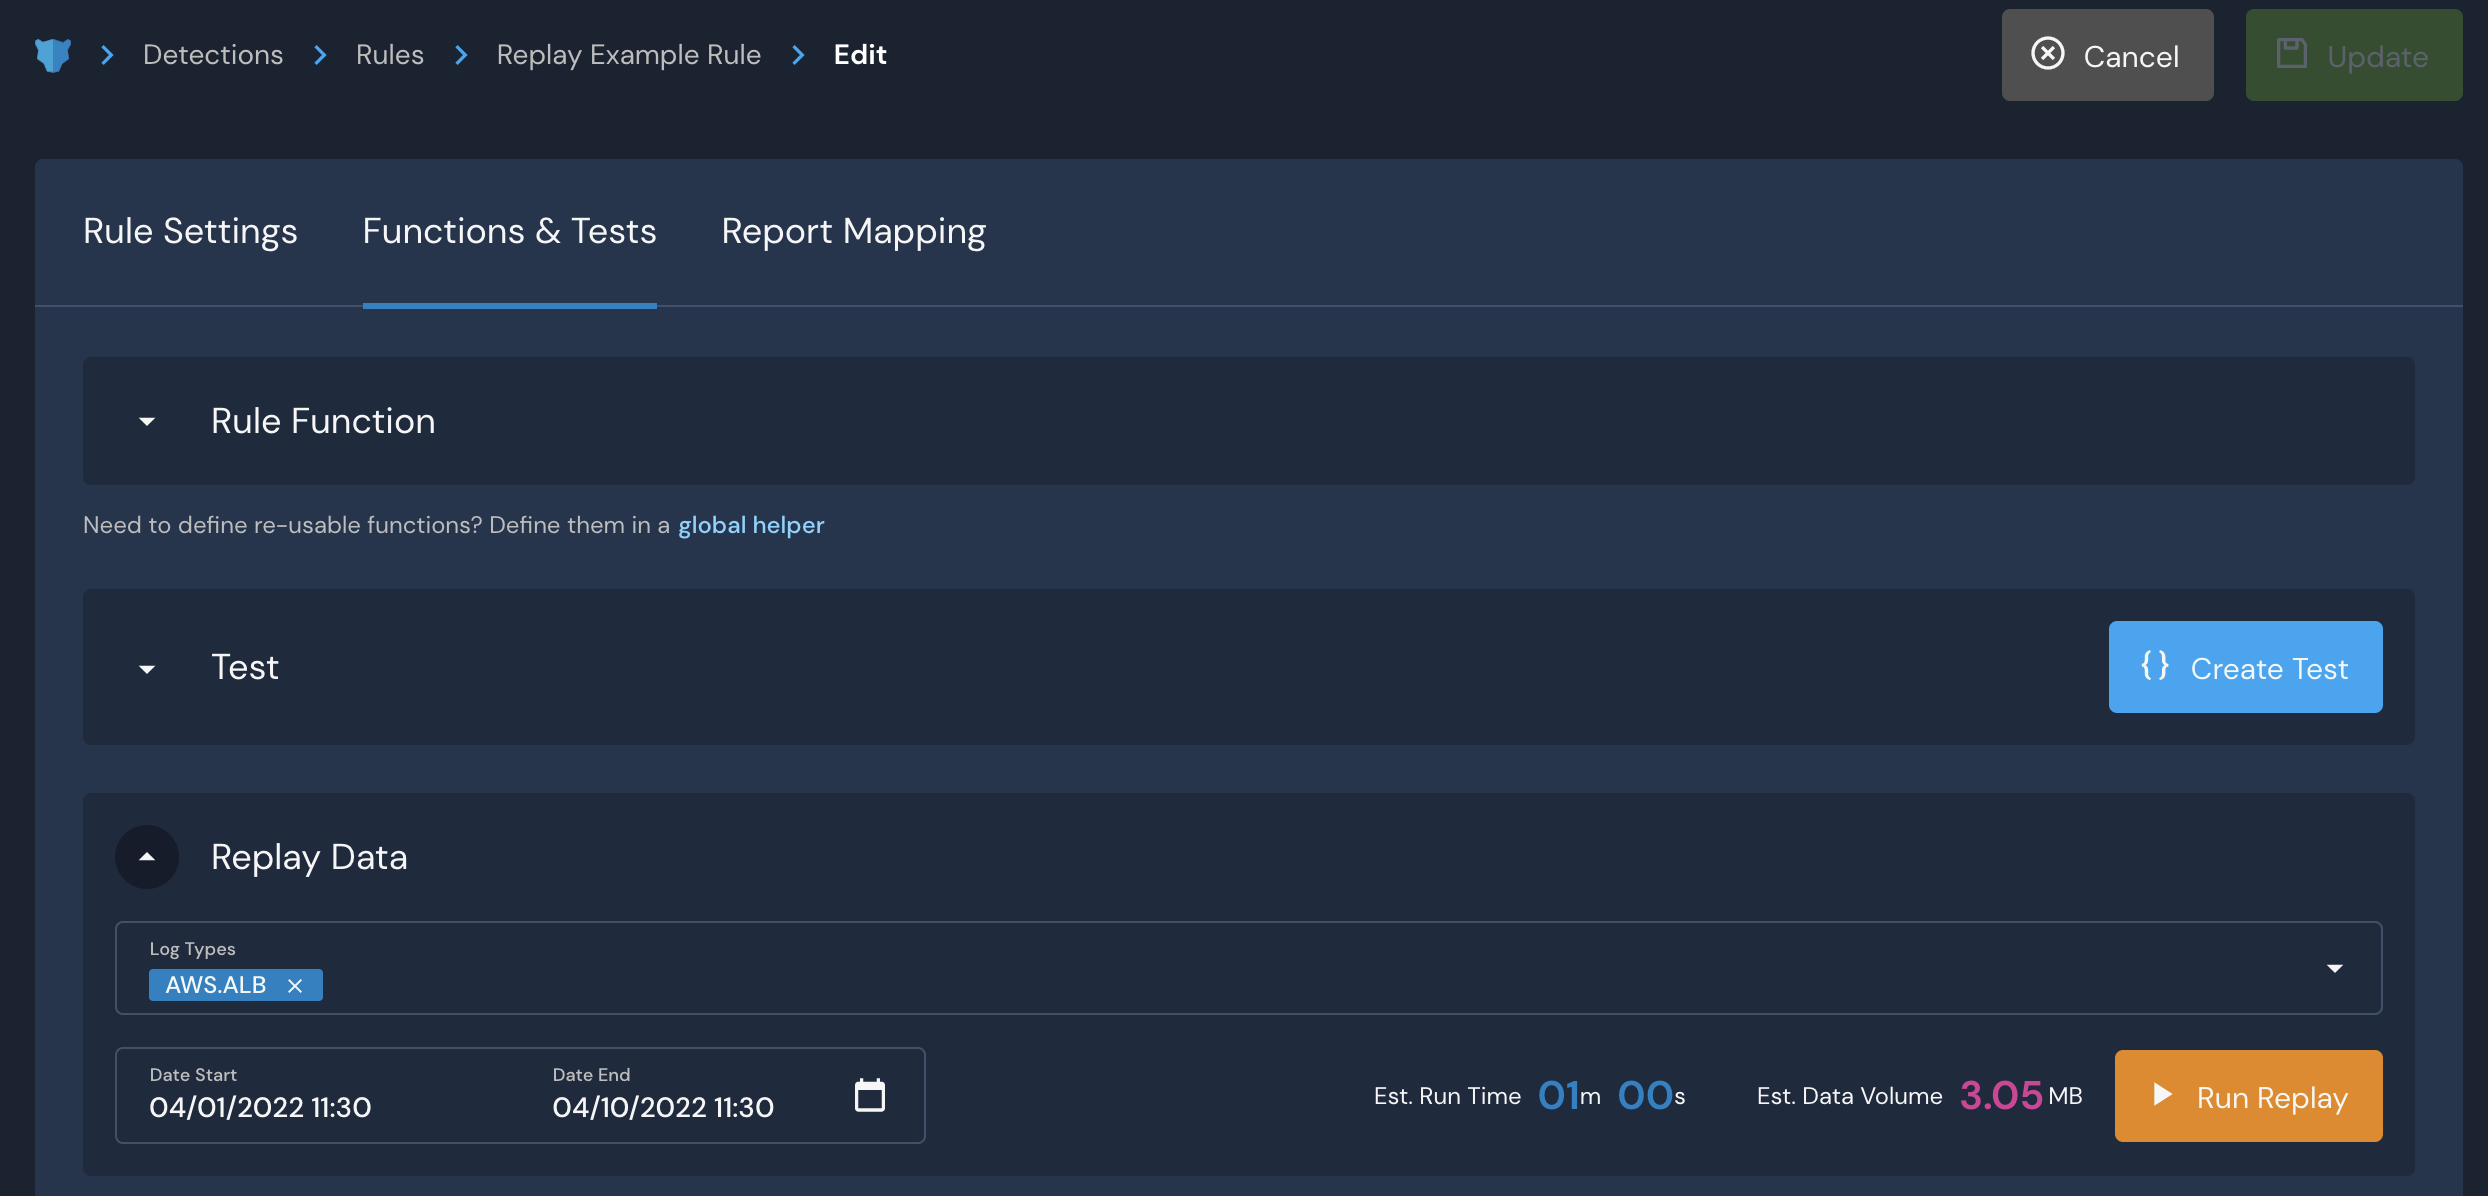 Detections Rules Replay Example Rule Edit
Cancel
Update
Rule Settings Functions & Tests Report Mapping
Rule Function
Need to define re-usable functions? Define them in a global helper
Test
{} Create Test
Replay Data
Log Types
AWS.ALB
Date Start
04/01/2022 11:30
Date End
04/10/2022 11:30
Est. Run Time 01m 00s
Est. Data Volume 3.05 MB
Run Replay